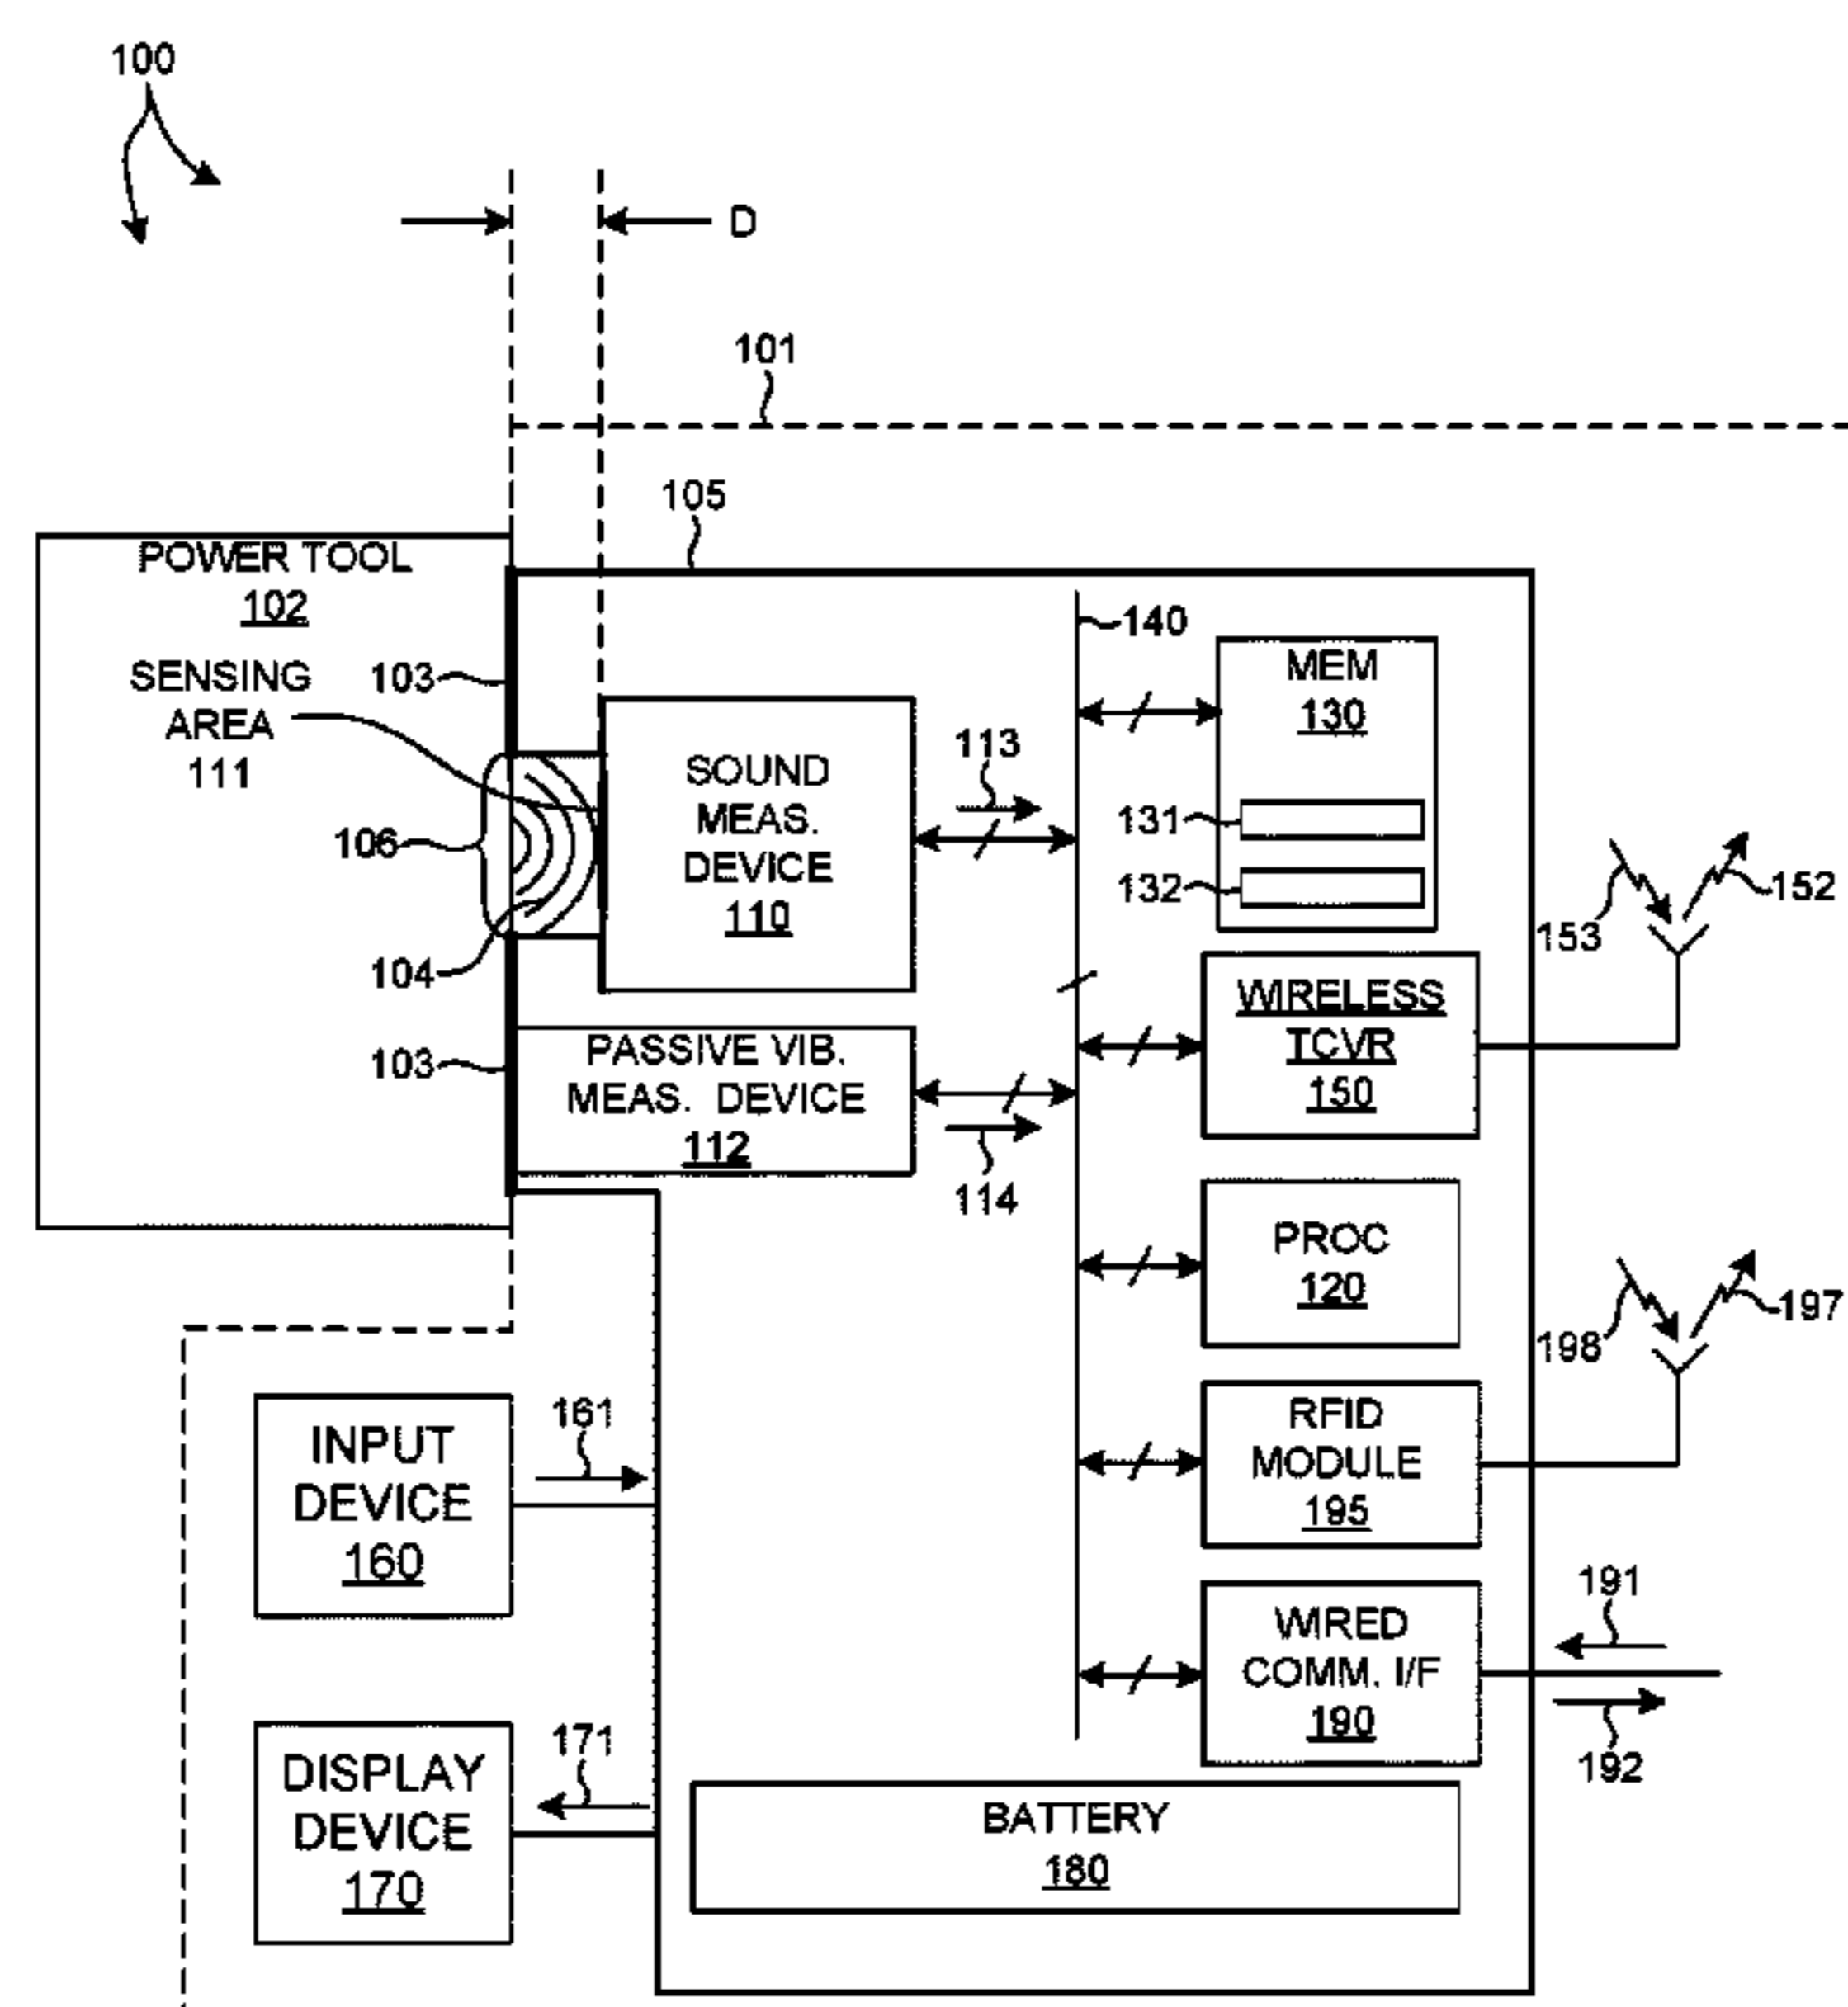 100
D
101
105
POWER TOOL
102
SENSING
AREA
111
103
106
104
103
SOUND
MEAS.
DEVICE
110
113
PASSIVE VIB.
MEAS. DEVICE
112
114
140
MEM
130
131
132
WIRELESS
TCVR
150
153
152
PROC
120
198
197
RFID
MODULE
195
WIRED
COMM. I/F
190
191
192
INPUT
DEVICE
160
161
DISPLAY
DEVICE
170
171
BATTERY
180